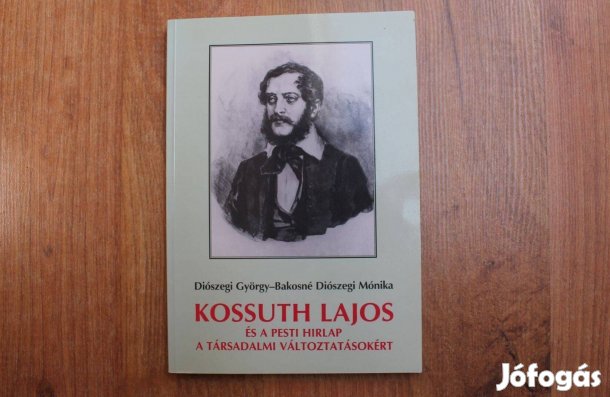 Diószegi György–Bakosné Diószegi Mónika
KOSSUTH LAJOS
ÉS A PESTI HIRLAP
A TÁRSADALMI VÁLTOZTATÁSOKÉRT
Jófogás